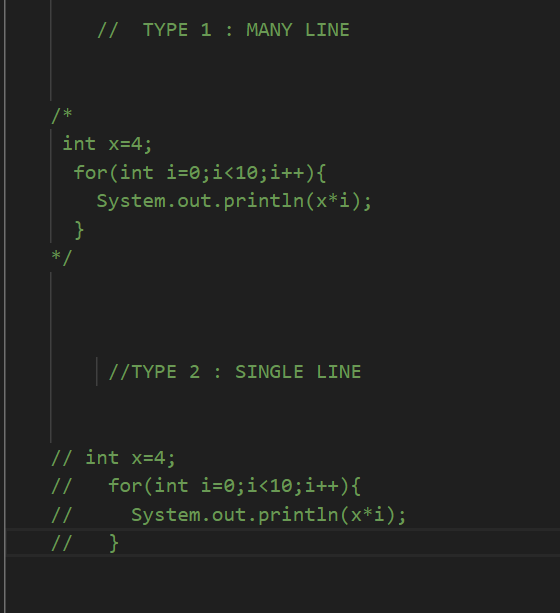 //  TYPE 1 : MANY LINE
/*
int x=4;
for(int i=0;i<10;i++){
System.out.println(x*i);
}
*/
//TYPE 2 : SINGLE LINE
// int x=4;
//   for(int i=0;i<10;i++){
//     System.out.println(x*i);
//   }